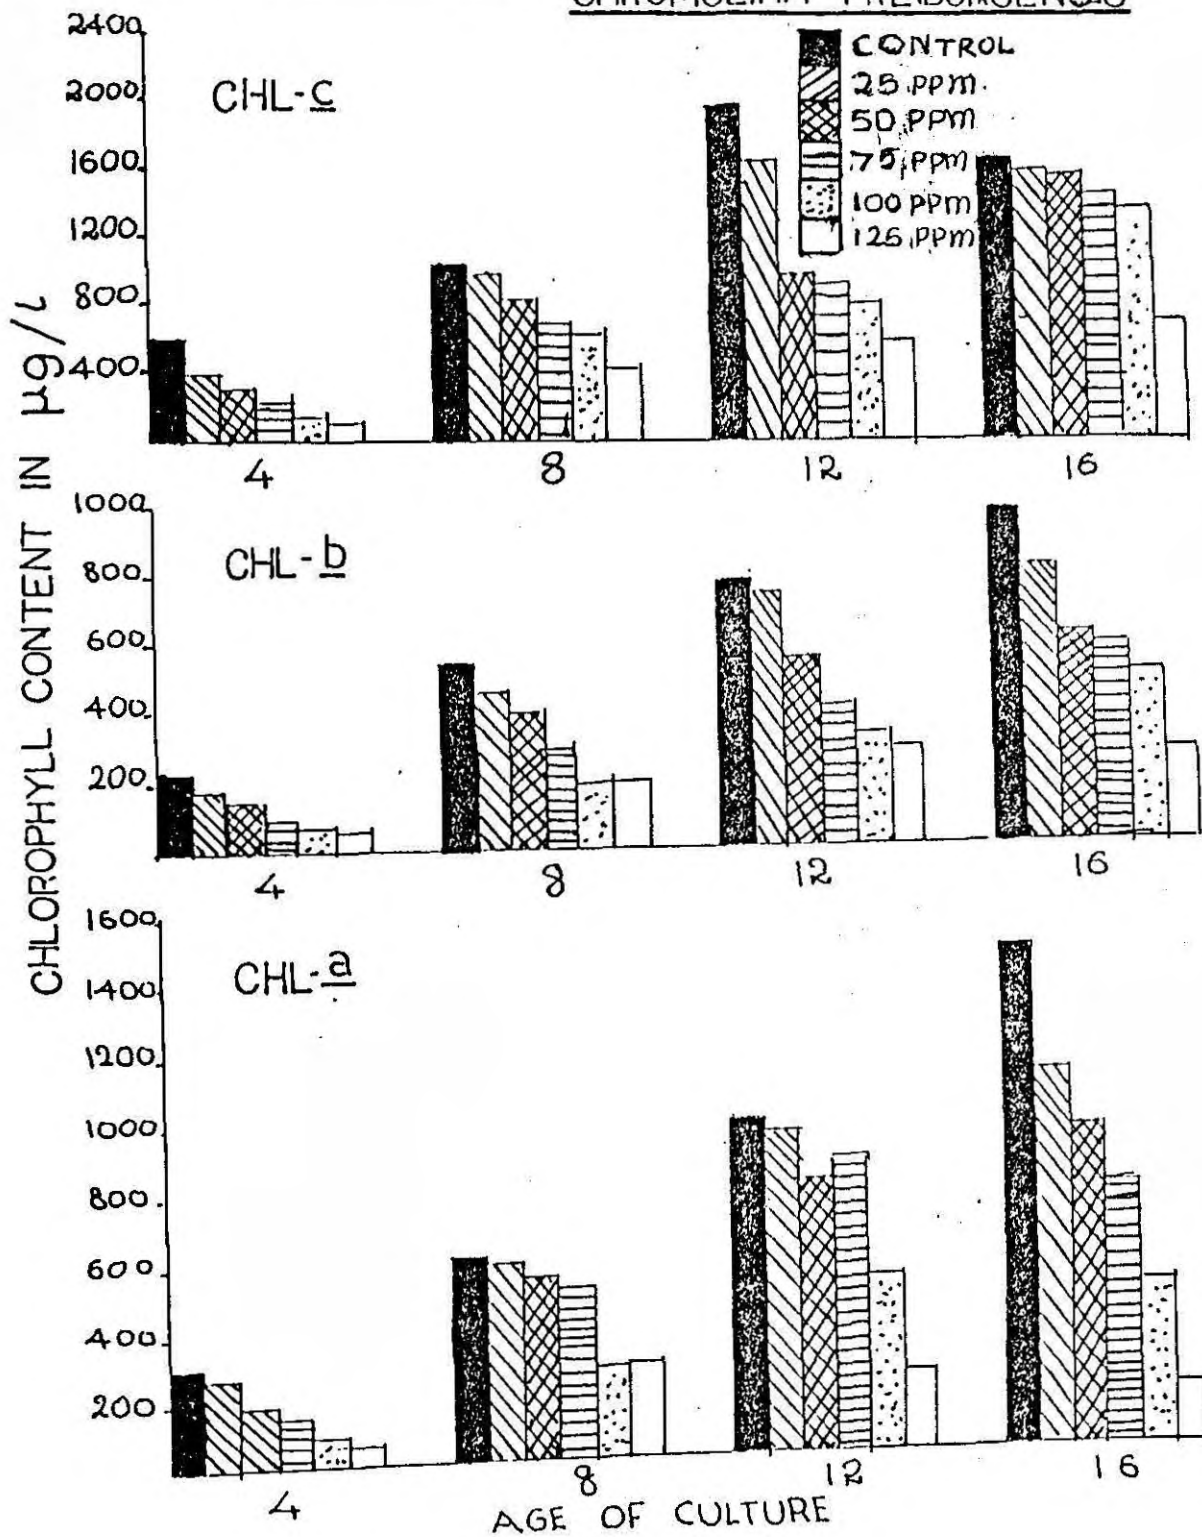 2400
2000
1600
1200
800
400
CHL-c
CONTROL
25 PPM
50 PPM
75 PPM
100 PPM
125 PPM
4 8 12 16
CHLOROPHYLL CONTENT IN µg/l
1000
800
600
400
200
CHL-b
4 8 12 16
1600
1400
1200
1000
800
600
400
200
CHL-a
4 8 12 16
AGE OF CULTURE